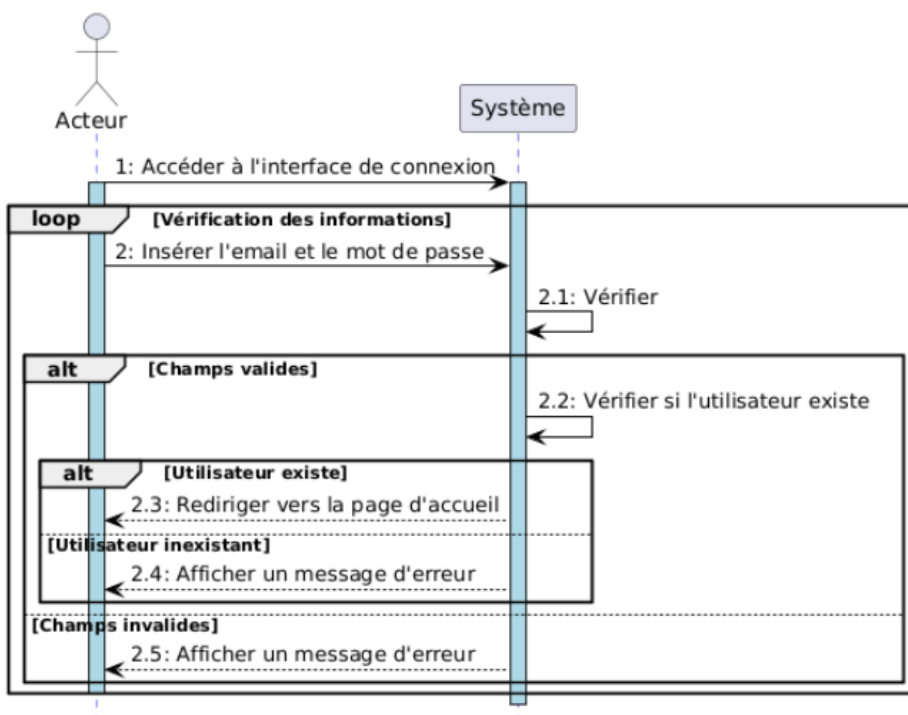 Acteur
Système
1: Accéder à l'interface de connexion
loop [Vérification des informations]
2: Insérer l'email et le mot de passe
2.1: Vérifier
alt [Champs valides]
2.2: Vérifier si l'utilisateur existe
alt [Utilisateur existe]
2.3: Rediriger vers la page d'accueil
[Utilisateur inexistant]
2.4: Afficher un message d'erreur
[Champs invalides]
2.5: Afficher un message d'erreur